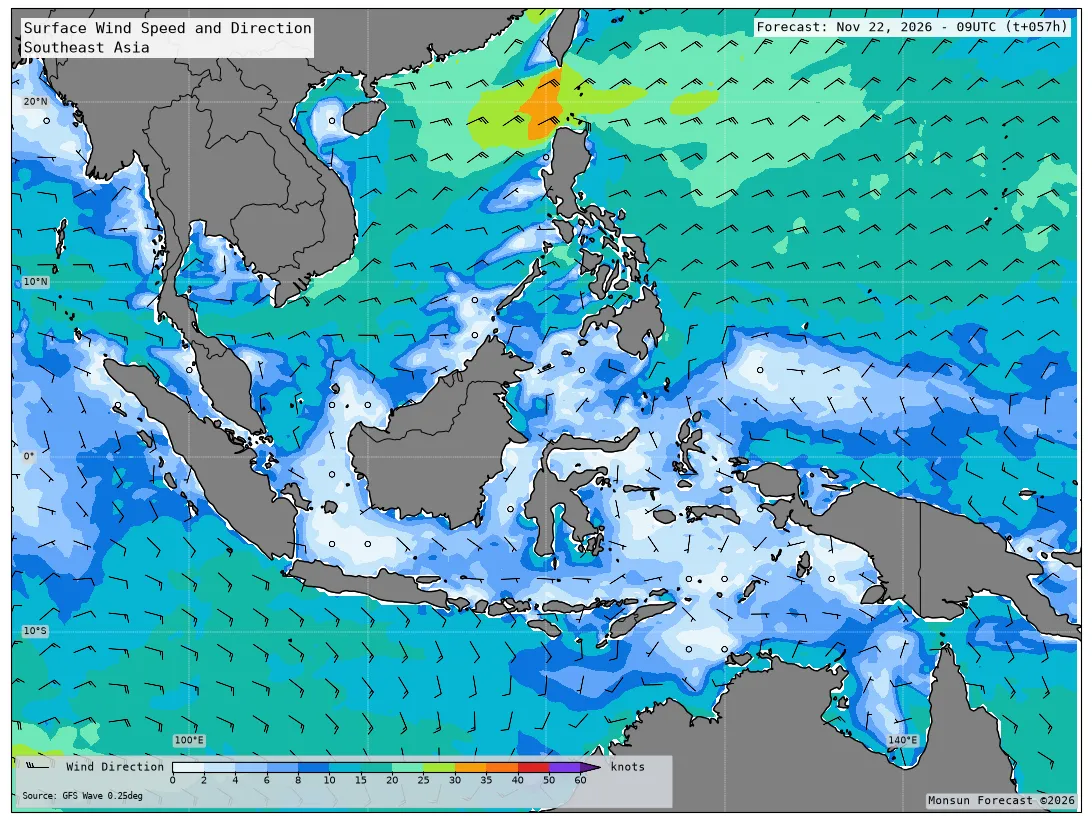 Surface Wind Speed and Direction
Southeast Asia
Forecast: Nov 22, 2026 - 09UTC (t+057h)
20°N
10°N
0°
10°S
100°E
140°E
Wind Direction
0 2 4 6 8 10 15 20 25 30 35 40 50 60
knots
Source: GFS Wave 0.25deg
Monsun Forecast ©2026